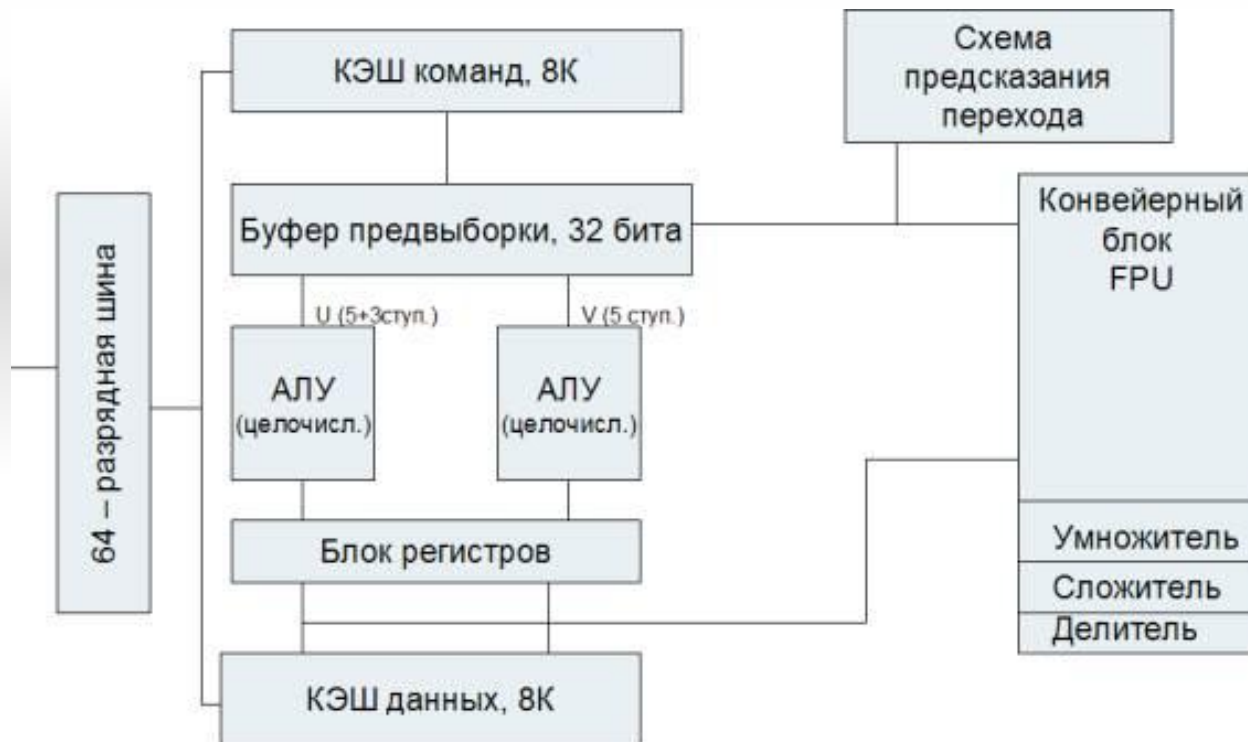 КЭШ команд, 8К
Схема
предсказания
перехода
Буфер предвыборки, 32 бита
Конвейерный
блок
FPU
64 – разрядная шина
U (5+3ступ.)
V (5 ступ.)
АЛУ
(целочисл.)
АЛУ
(целочисл.)
Блок регистров
Умножитель
Сложитель
Делитель
КЭШ данных, 8К